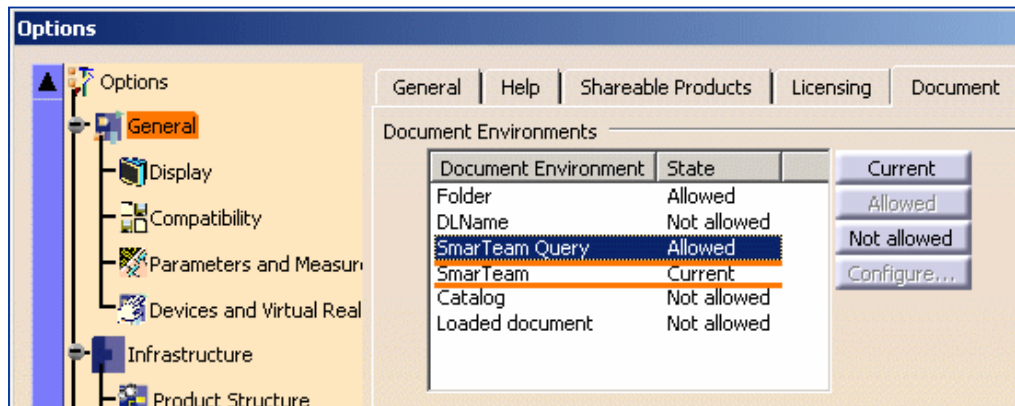 Options
Options
General
Display
Compatibility
Parameters and Measur
Devices and Virtual Real
Infrastructure
Product Structure
General Help Shareable Products Licensing Document
Document Environments
Document Environment State
Folder Allowed
DLName Not allowed
SmarTeam Query Allowed
SmarTeam Current
Catalog Not allowed
Loaded document Not allowed
Current
Allowed
Not allowed
Configure...